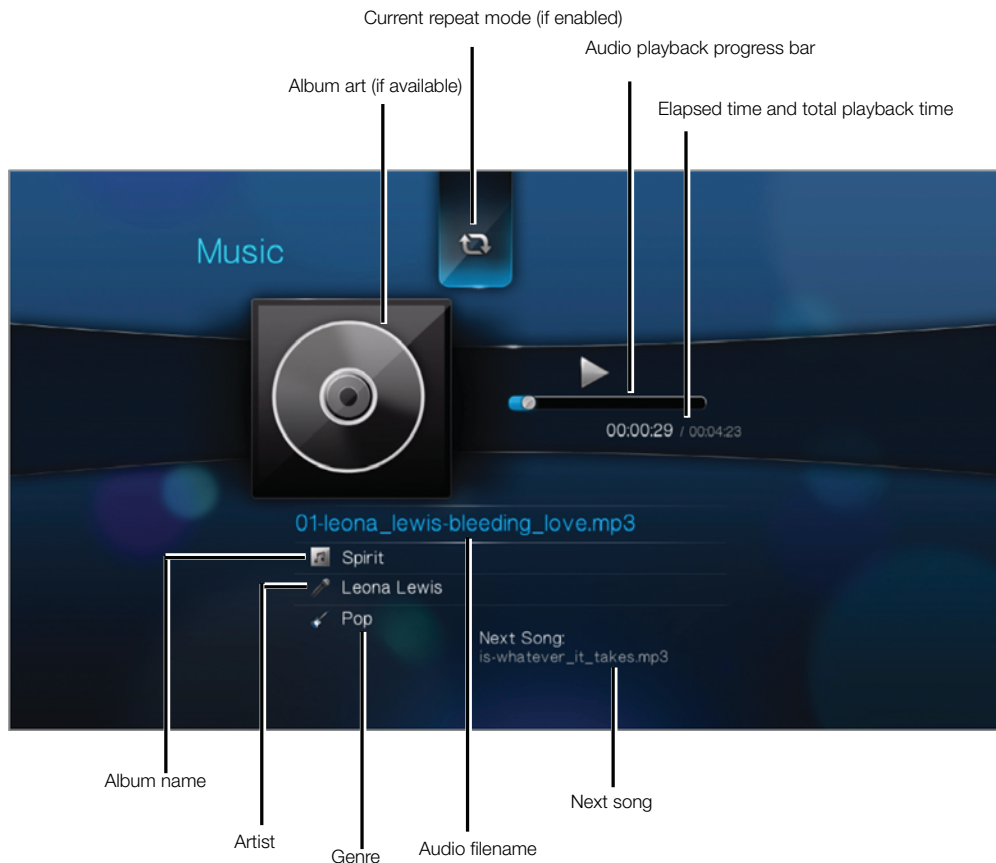 Current repeat mode (if enabled)
Audio playback progress bar
Album art (if available)
Elapsed time and total playback time
Music
00:00:29 / 00:04:23
01-leona_lewis-bleeding_love.mp3
Spirit
Leona Lewis
Pop
Next Song:
is-whatever_it_takes.mp3
Album name
Next song
Artist
Genre
Audio filename